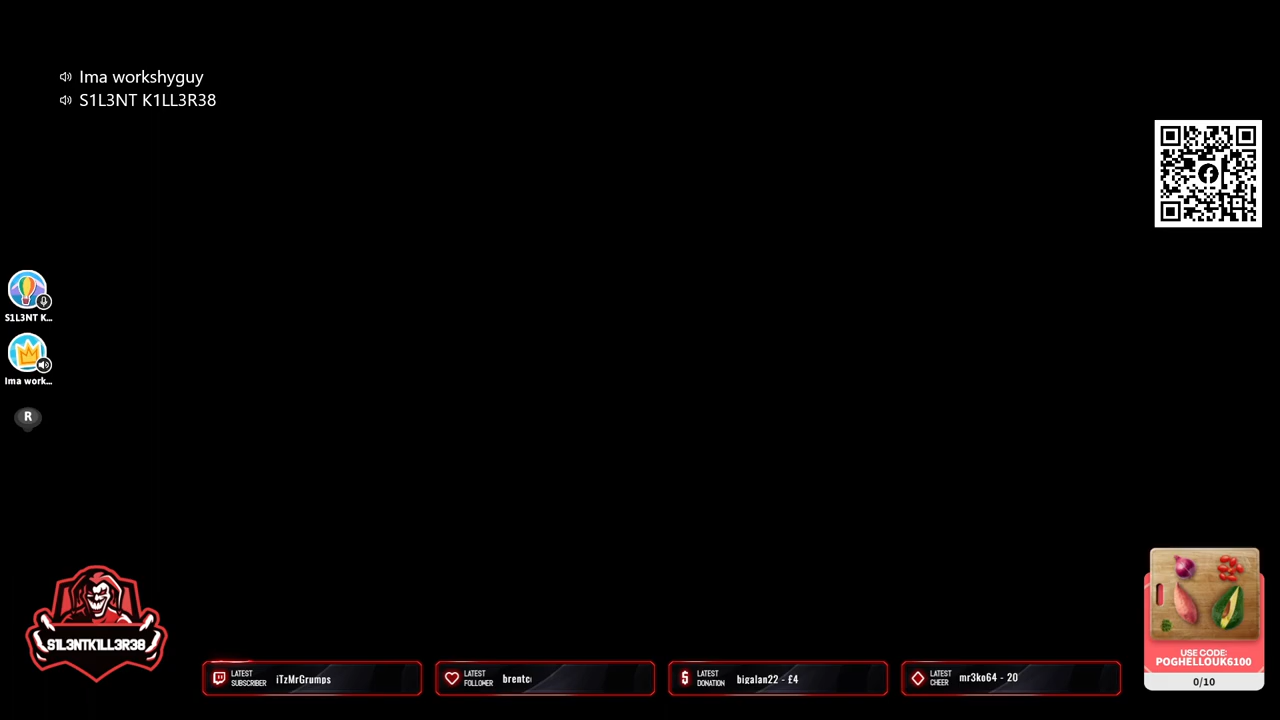 Ima workshyguy
S1L3NT K1LL3R38
S1L3NT K...
Ima work...
R
S1L3NTK1LL3R38
LATEST
SUBSCRIBER
iTzMrGrumps
LATEST
FOLLOWER
brentc
LATEST
DONATION
bigalan22 - £4
LATEST
CHEER
mr3ko64 - 20
USE CODE:
POGHELLOUK6100
0/10